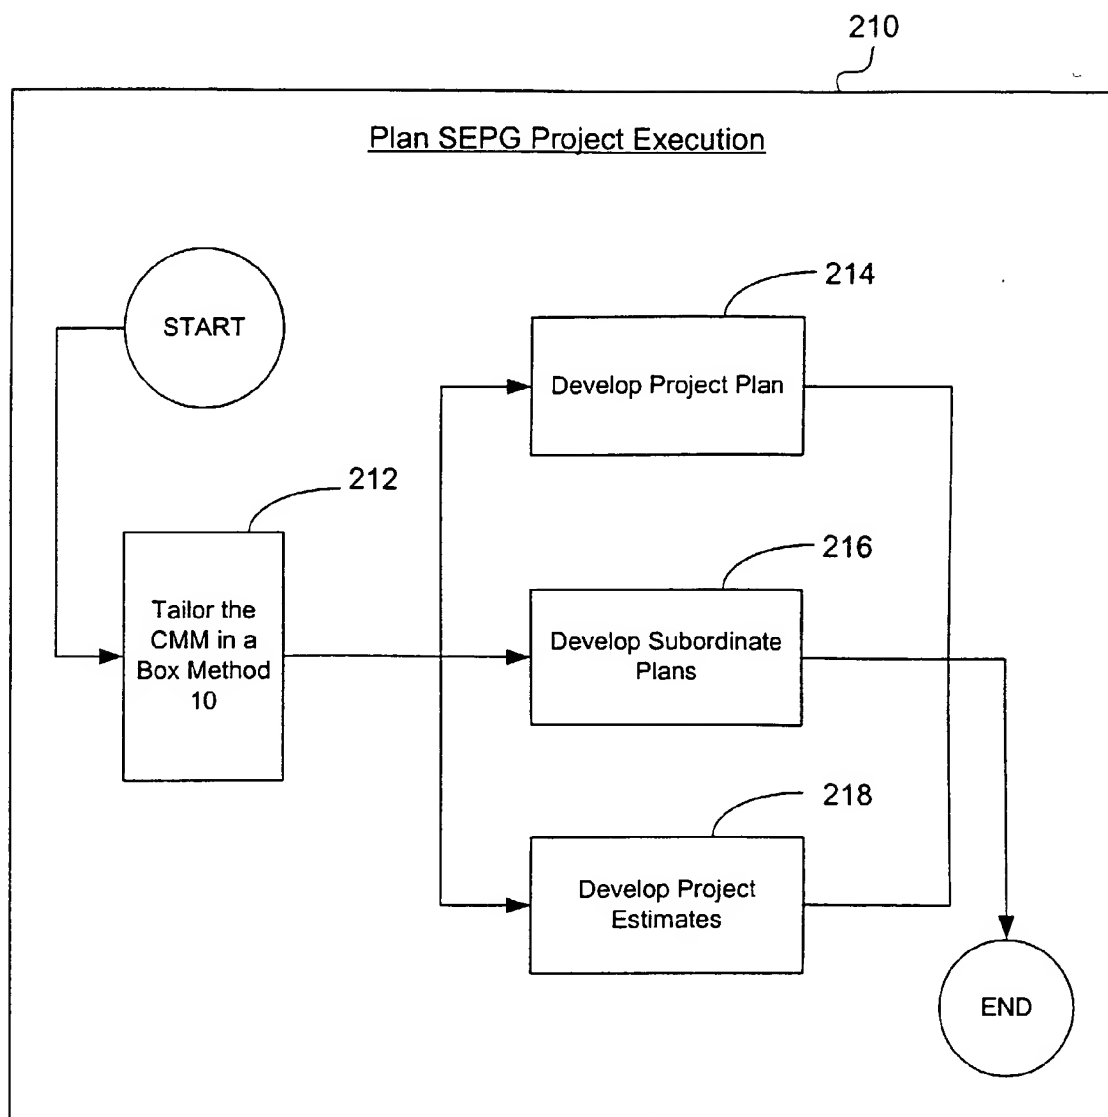 210
Plan SEPG Project Execution
START
214
Develop Project Plan
212
Tailor the
CMM in a
Box Method
10
216
Develop Subordinate
Plans
218
Develop Project
Estimates
END